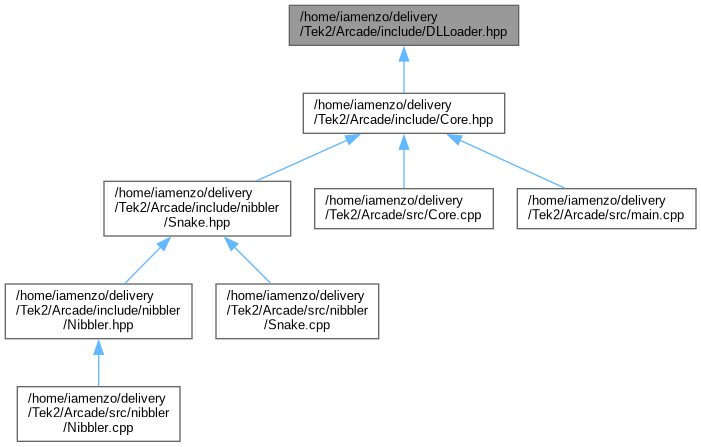 /home/iamenzo/delivery
/Tek2/Arcade/include/DLLoader.hpp
/home/iamenzo/delivery
/Tek2/Arcade/include/Core.hpp
/home/iamenzo/delivery
/Tek2/Arcade/include/nibbler
/Snake.hpp
/home/iamenzo/delivery
/Tek2/Arcade/src/Core.cpp
/home/iamenzo/delivery
/Tek2/Arcade/src/main.cpp
/home/iamenzo/delivery
/Tek2/Arcade/include/nibbler
/Nibbler.hpp
/home/iamenzo/delivery
/Tek2/Arcade/src/nibbler
/Snake.cpp
/home/iamenzo/delivery
/Tek2/Arcade/src/nibbler
/Nibbler.cpp